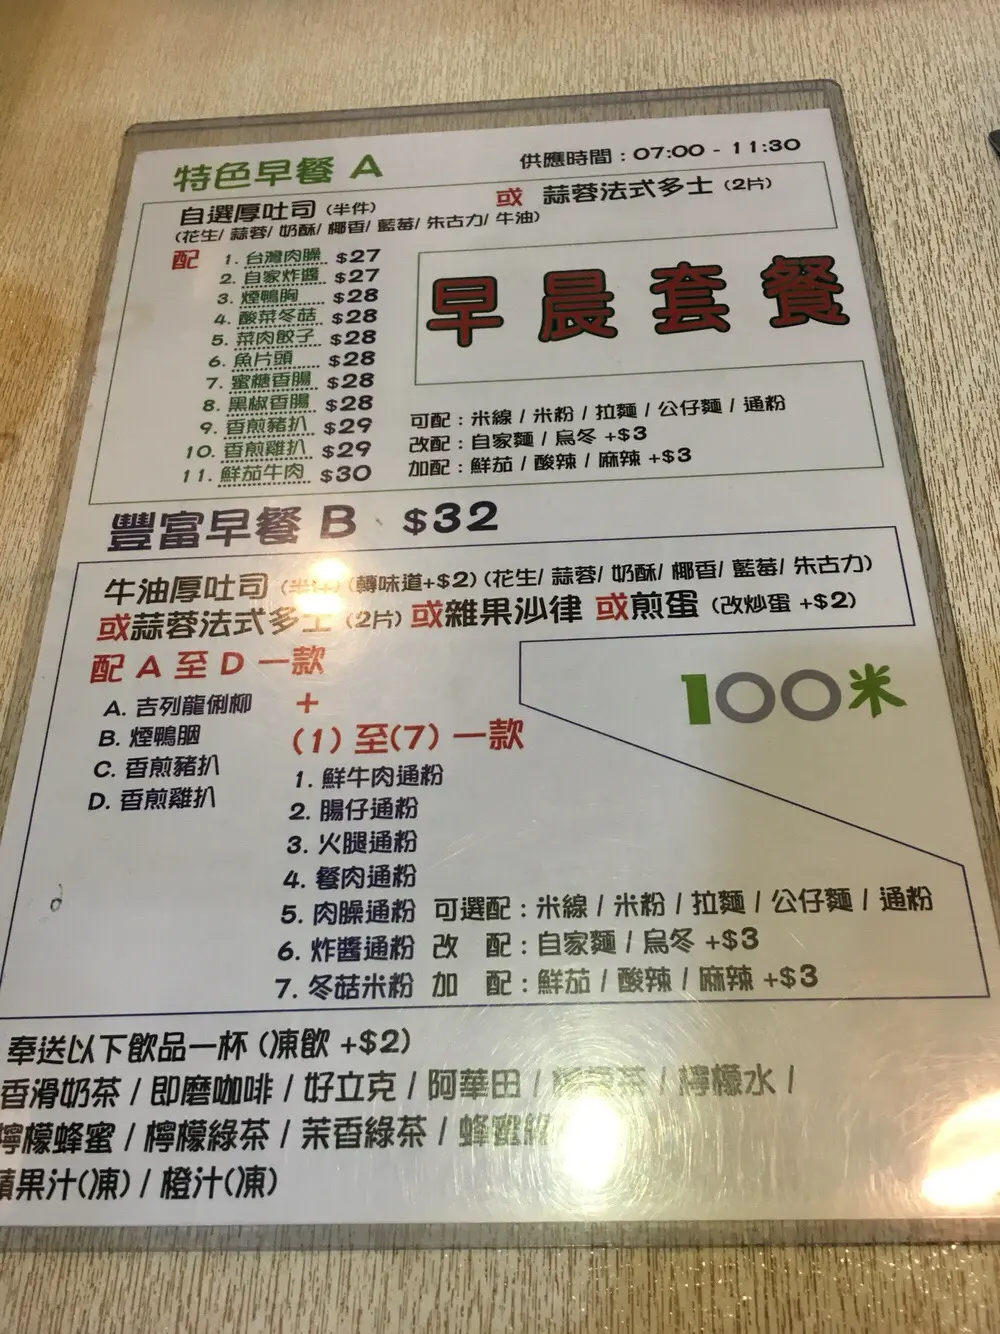 特色早餐 A
供應時間 : 07:00 - 11:30
自選厚吐司 (半件) 或 蒜蓉法式多士 (2片)
(花生/ 蒜蓉/ 奶酥/ 椰香/ 藍莓/ 朱古力/ 牛油)
配 1. 台灣肉臊 $27
2. 自家炸醬 $27
3. 煙鴨胸 $28
4. 酸菜冬菇 $28
5. 菜肉餃子 $28
6. 魚片頭 $28
7. 蜜糖香腸 $28
8. 黑椒香腸 $28
9. 香煎豬扒 $29
10. 香煎雞扒 $29
11. 鮮茄牛肉 $30
早晨套餐
可配 : 米線 / 米粉 / 拉麵 / 公仔麵 / 通粉
改配 : 自家麵 / 烏冬 +$3
加配 : 鮮茄 / 酸辣 / 麻辣 +$3
豐富早餐 B $32
牛油厚吐司 (轉味道+$2) (花生/ 蒜蓉/ 奶酥/ 椰香/ 藍莓/ 朱古力)
或蒜蓉法式多士 (2片) 或雜果沙律 或煎蛋 (改炒蛋 +$2)
配 A 至 D 一款
A. 吉列龍俐柳
B. 煙鴨胭
C. 香煎豬扒
D. 香煎雞扒
+
(1) 至(7) 一款
100米
1. 鮮牛肉通粉
2. 腸仔通粉
3. 火腿通粉
4. 餐肉通粉
5. 肉臊通粉 可選配 : 米線 / 米粉 / 拉麵 / 公仔麵 / 通粉
6. 炸醬通粉 改 配 : 自家麵 / 烏冬 +$3
7. 冬菇米粉 加 配 : 鮮茄 / 酸辣 / 麻辣 +$3
奉送以下飲品一杯 (凍飲 +$2)
香滑奶茶 / 即磨咖啡 / 好立克 / 阿華田 / 茶 / 檸檬水 /
檸檬蜂蜜 / 檸檬綠茶 / 茉香綠茶 / 蜂蜜
蘋果汁(凍) / 橙汁(凍)